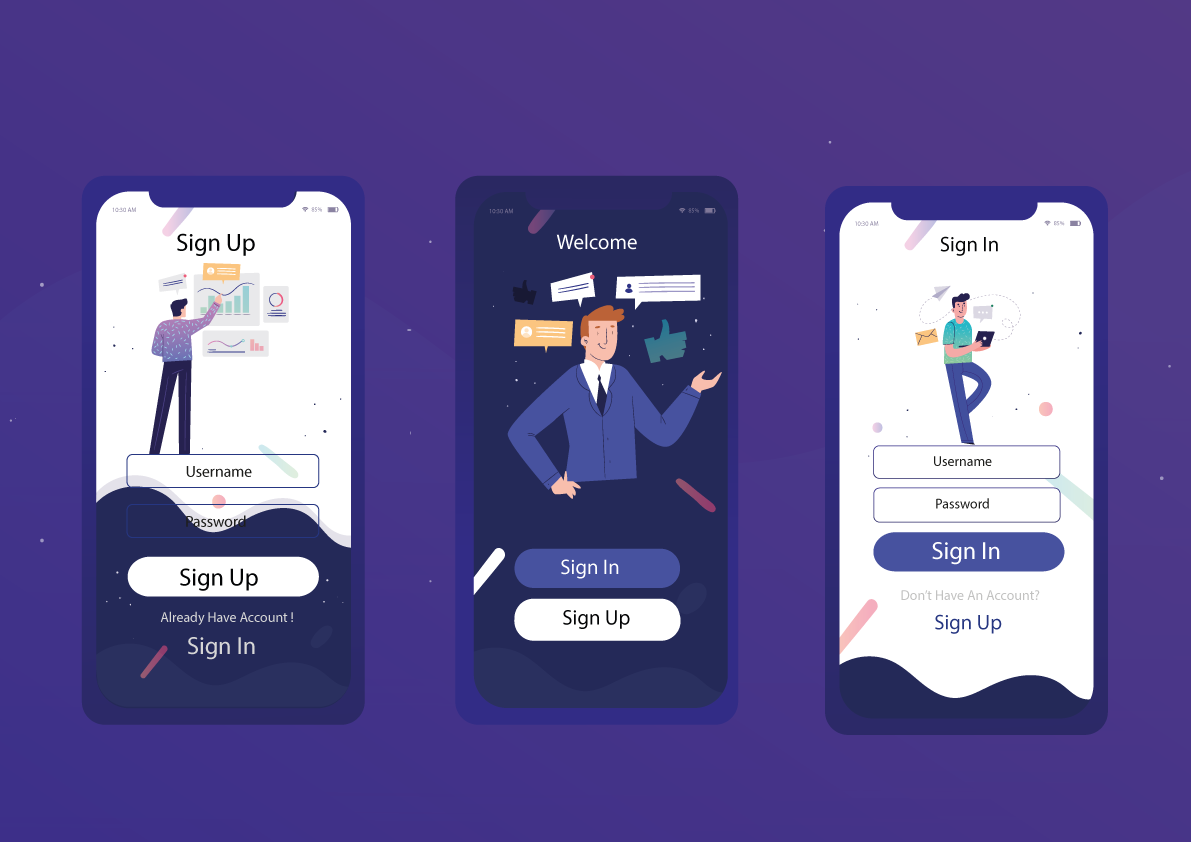 10:30 AM
85%
Sign Up
Username
Password
Sign Up
Already Have Account !
Sign In
10:30 AM
85%
Welcome
Sign In
Sign Up
10:30 AM
85%
Sign In
Username
Password
Sign In
Don't Have An Account?
Sign Up